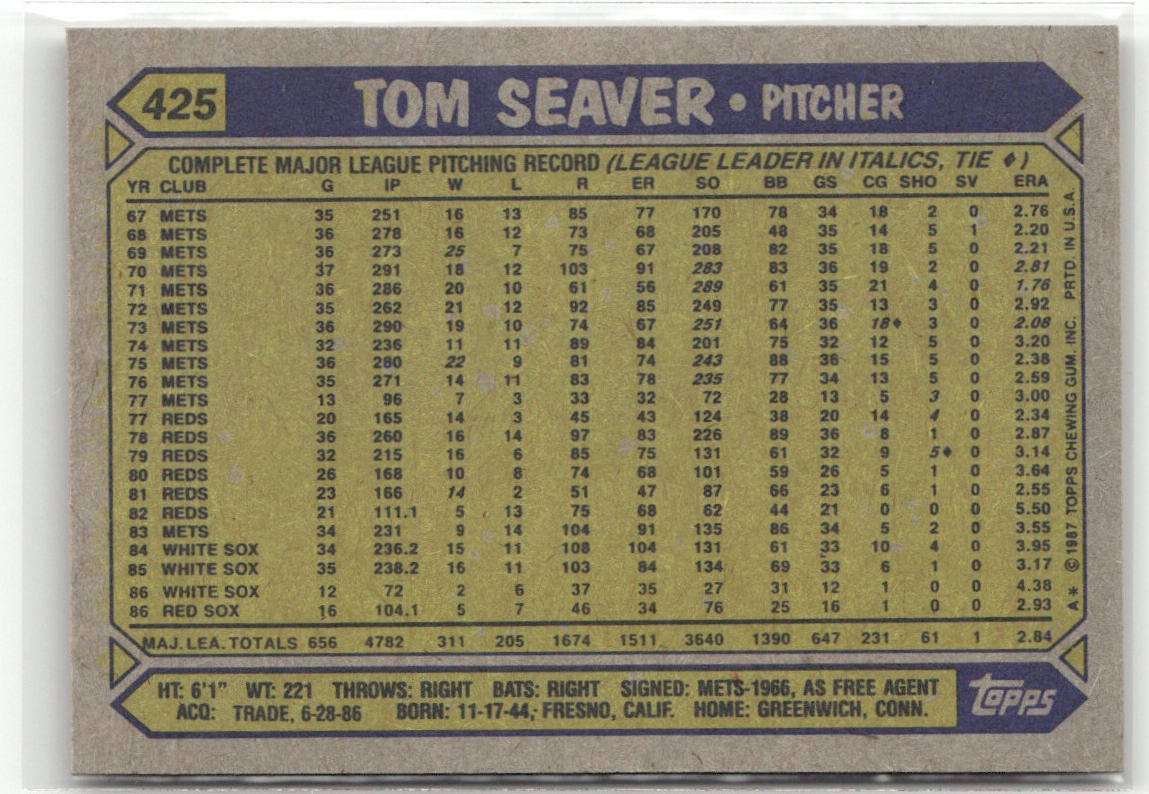 425 TOM SEAVER • PITCHER
COMPLETE MAJOR LEAGUE PITCHING RECORD (LEAGUE LEADER IN ITALICS, TIE ♦)
YR CLUB G IP W L R ER SO BB GS CG SHO SV ERA
67 METS 35 251 16 13 85 77 170 78 34 18 2 0 2.76
68 METS 36 278 16 12 73 68 205 48 35 14 5 1 2.20
69 METS 36 273 25 7 75 67 208 82 35 18 5 0 2.21
70 METS 37 291 18 12 103 91 283 83 36 19 2 0 2.81
71 METS 36 286 20 10 61 56 289 61 35 21 4 0 1.76
72 METS 35 262 21 12 92 85 249 77 35 13 3 0 2.92
73 METS 36 290 19 10 74 67 251 64 36 18♦ 3 0 2.08
74 METS 32 236 11 11 89 84 201 75 32 12 5 0 3.20
75 METS 36 280 22 9 81 74 243 88 36 15 5 0 2.38
76 METS 35 271 14 11 83 78 235 77 34 13 5 0 2.59
77 METS 13 96 7 3 33 32 72 28 13 5 3 0 3.00
77 REDS 20 165 14 3 45 43 124 38 20 14 4 0 2.34
78 REDS 36 260 16 14 97 83 226 89 36 8 1 0 2.87
79 REDS 32 215 16 6 85 75 131 61 32 9 5♦ 0 3.14
80 REDS 26 168 10 8 74 68 101 59 26 5 1 0 3.64
81 REDS 23 166 14 2 51 47 87 66 23 6 1 0 2.55
82 REDS 21 111.1 5 13 75 68 62 44 21 0 0 0 5.50
83 METS 34 231 9 14 104 91 135 86 34 5 2 0 3.55
84 WHITE SOX 34 236.2 15 11 108 104 131 61 33 10 4 0 3.95
85 WHITE SOX 35 238.2 16 11 103 84 134 69 33 6 1 0 3.17
86 WHITE SOX 12 72 2 6 37 35 27 31 12 1 0 0 4.38
86 RED SOX 16 104.1 5 7 46 34 76 25 16 1 0 0 2.93
MAJ. LEA. TOTALS 656 4782 311 205 1674 1511 3640 1390 647 231 61 1 2.84
A* © 1987 TOPPS CHEWING GUM, INC. PRTD. IN U.S.A.
HT: 6'1" WT: 221 THROWS: RIGHT BATS: RIGHT SIGNED: METS-1966, AS FREE AGENT
ACQ: TRADE, 6-28-86 BORN: 11-17-44, FRESNO, CALIF. HOME: GREENWICH, CONN.
TOPPS